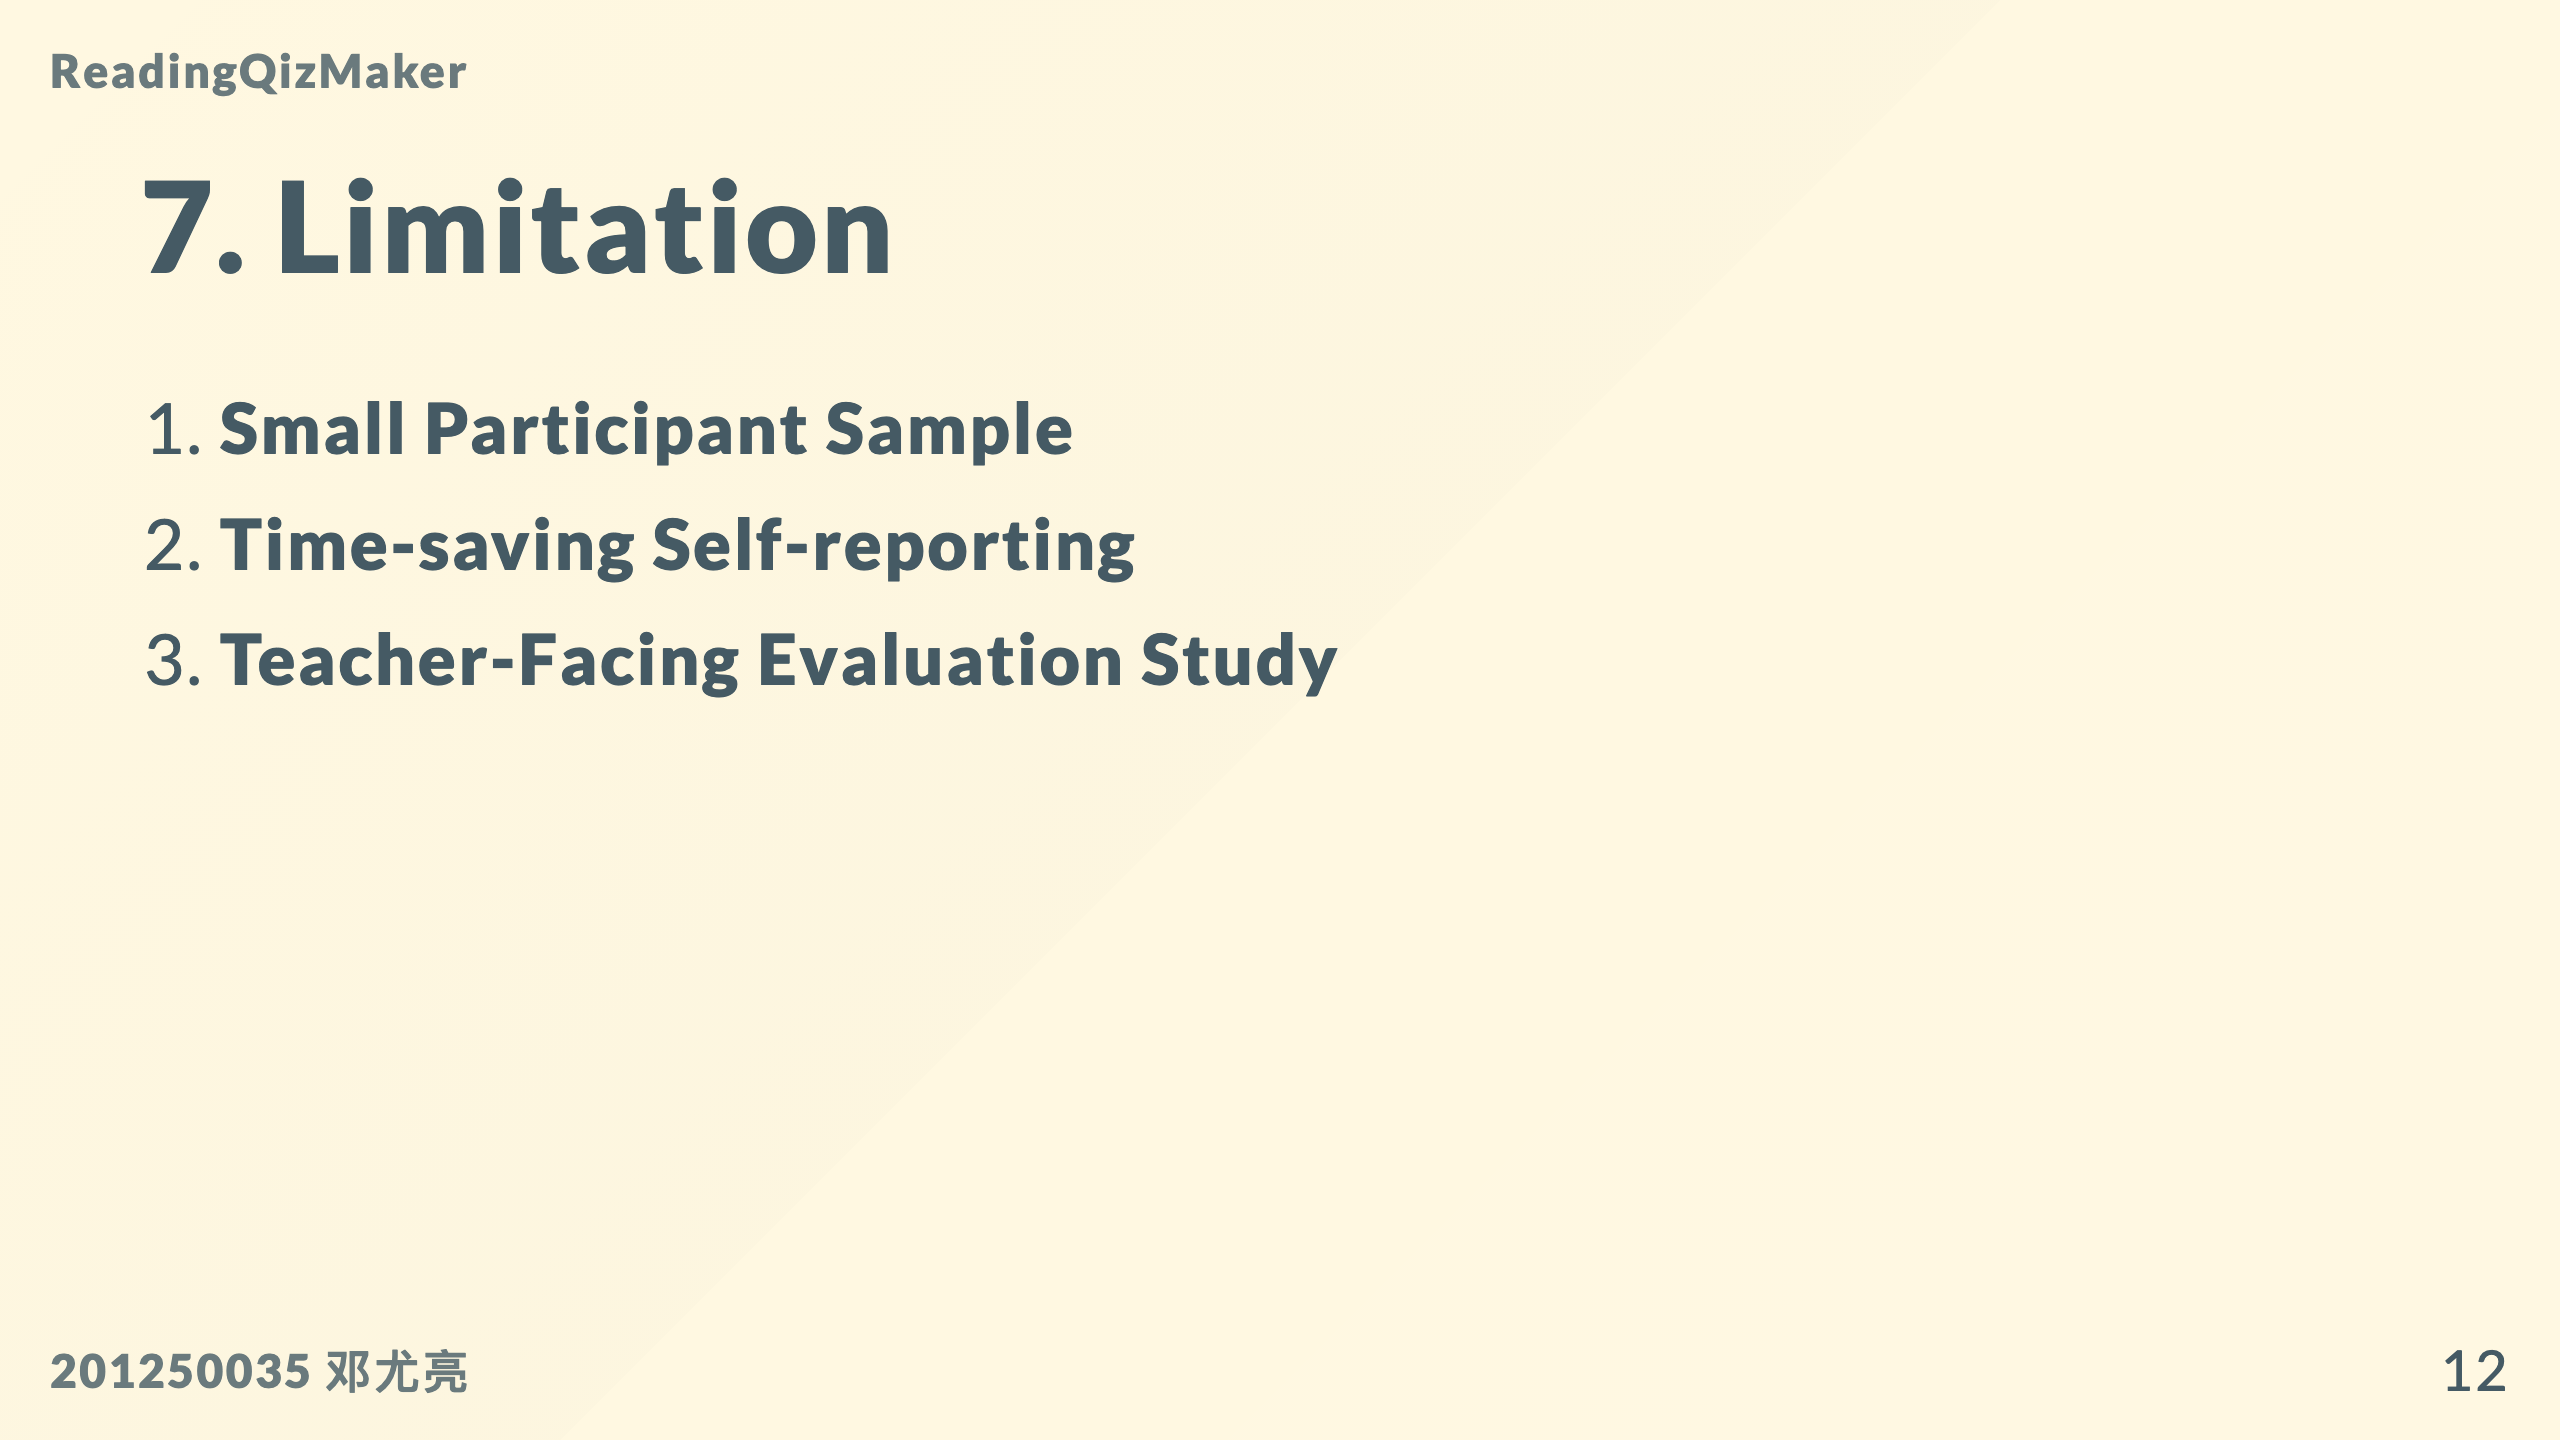 ReadingQizMaker
7. Limitation
1. Small Participant Sample
2. Time-saving Self-reporting
3. Teacher-Facing Evaluation Study
201250035 邓尤亮
12